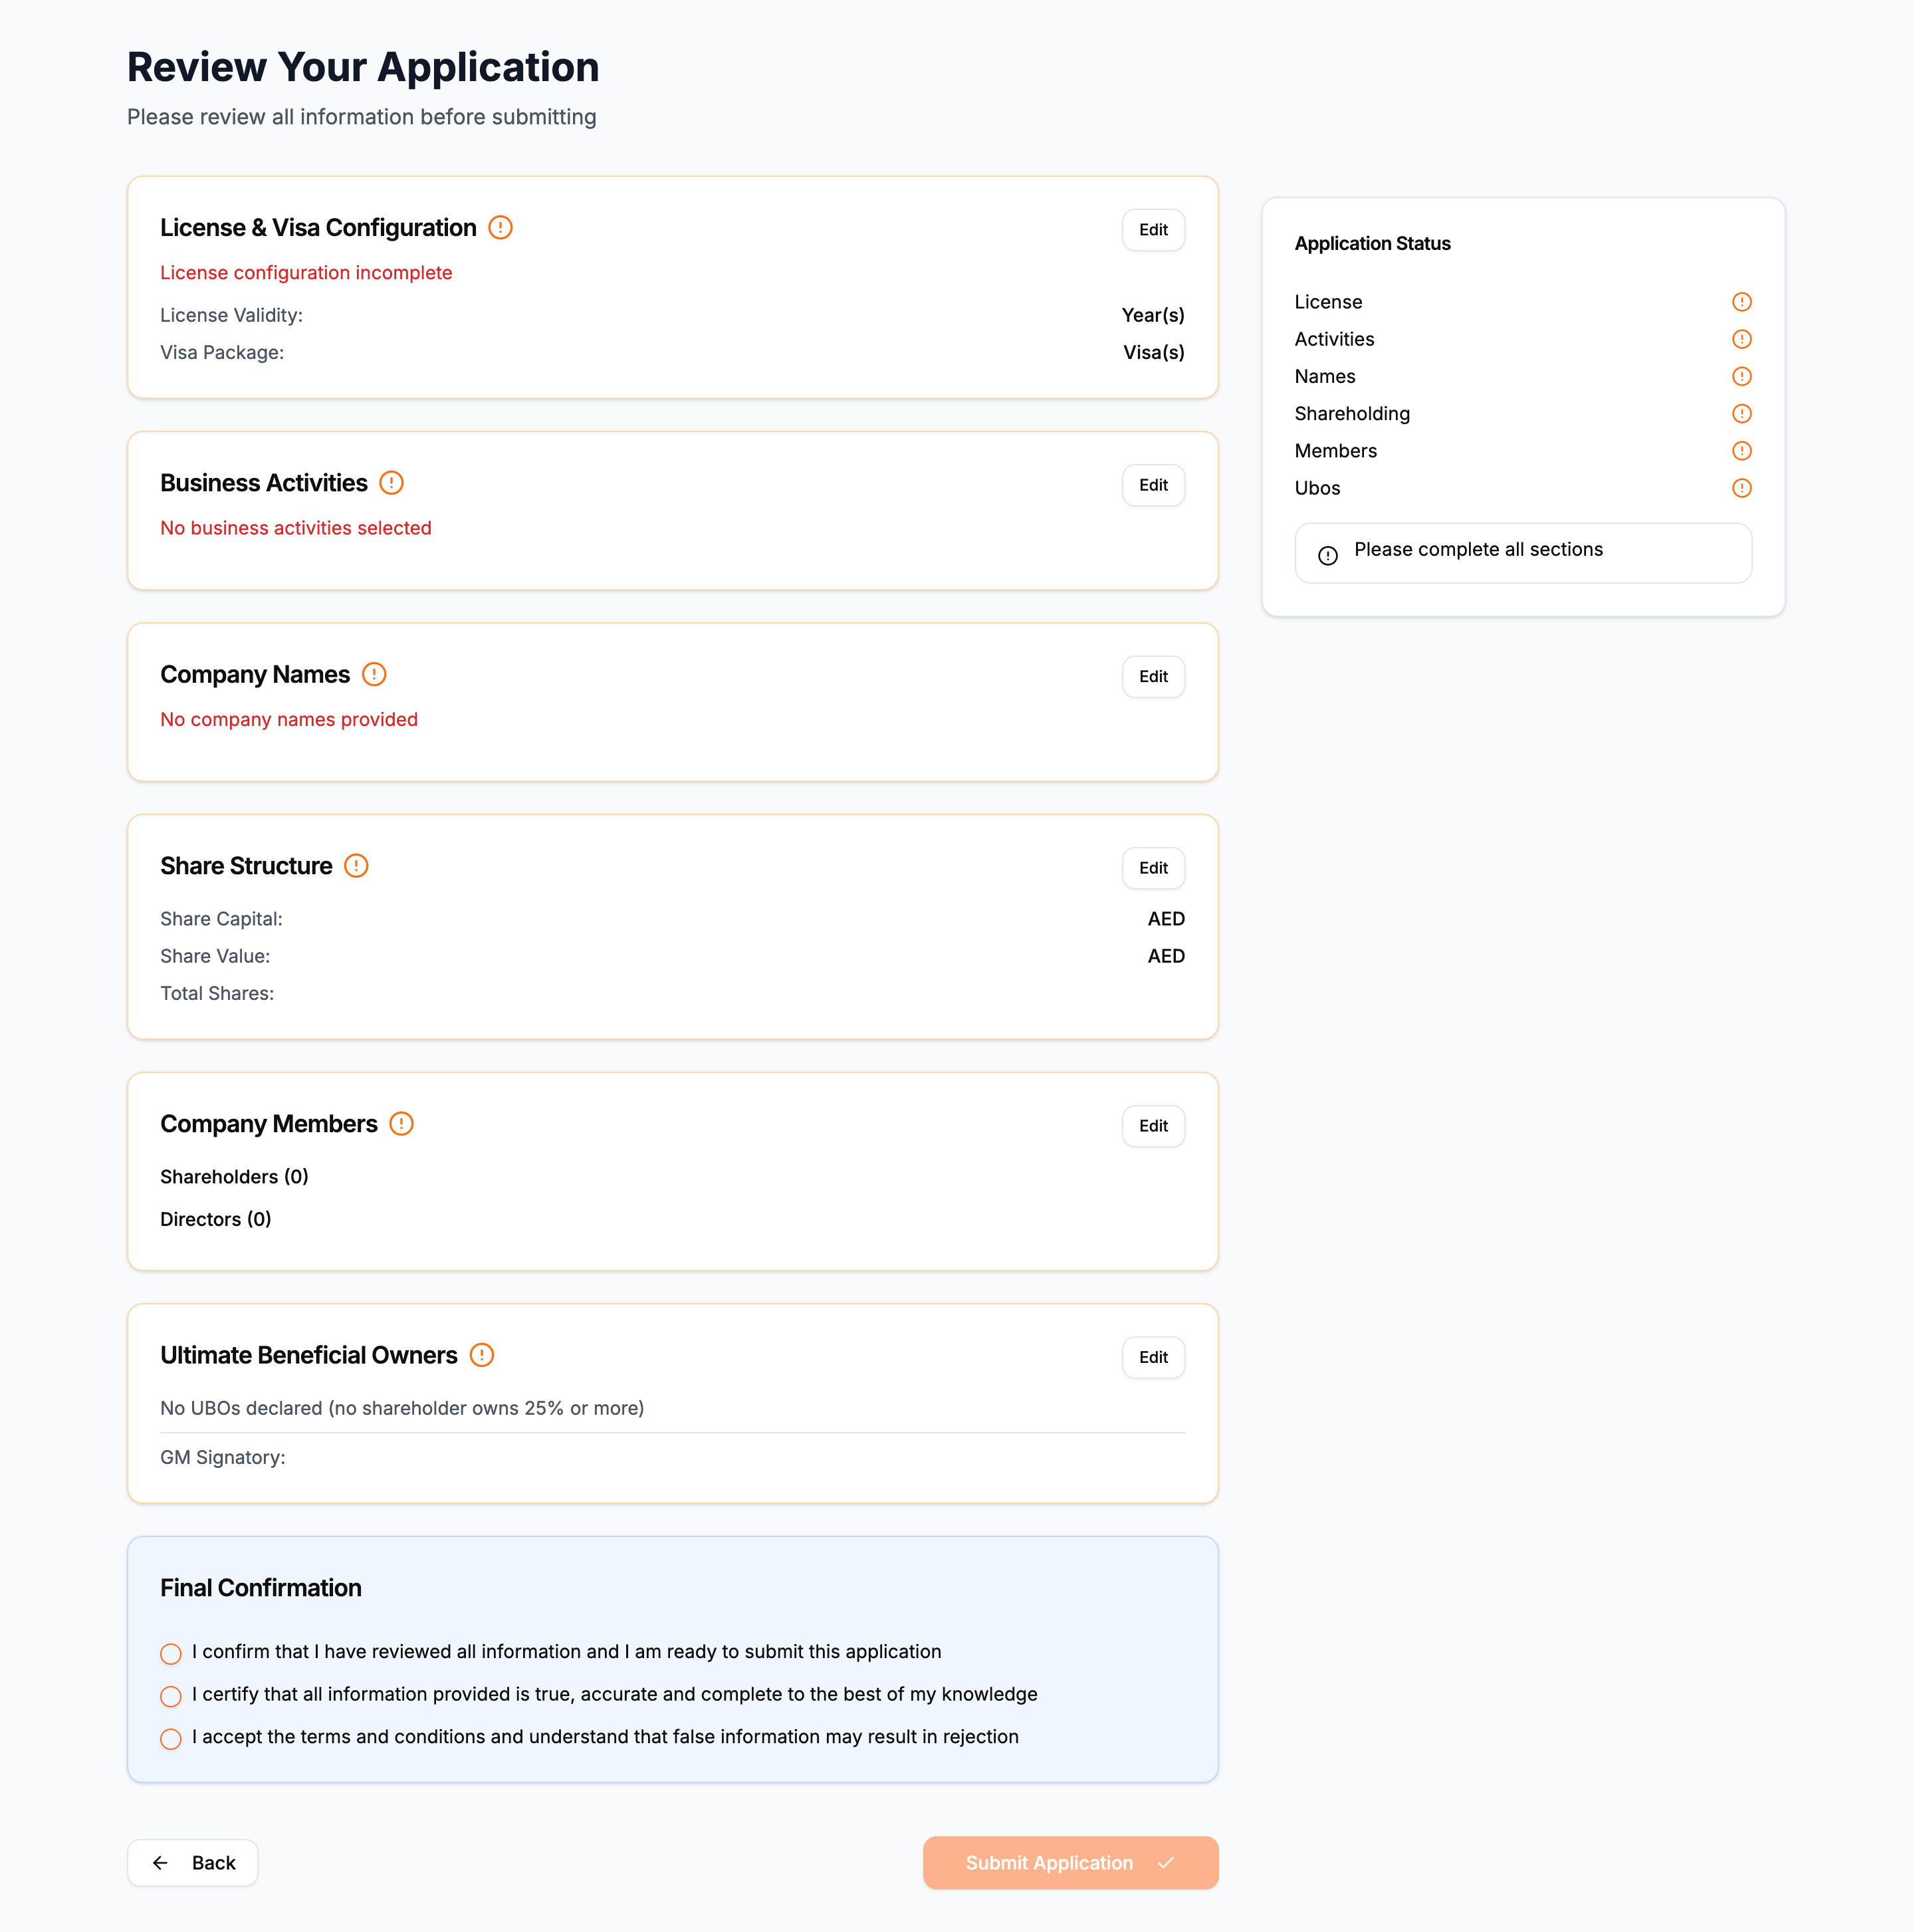 Review Your Application
Please review all information before submitting
License & Visa Configuration
Edit
License configuration incomplete
License Validity: Year(s)
Visa Package: Visa(s)
Business Activities
Edit
No business activities selected
Company Names
Edit
No company names provided
Share Structure
Edit
Share Capital: AED
Share Value: AED
Total Shares:
Company Members
Edit
Shareholders (0)
Directors (0)
Ultimate Beneficial Owners
Edit
No UBOs declared (no shareholder owns 25% or more)
GM Signatory:
Final Confirmation
I confirm that I have reviewed all information and I am ready to submit this application
I certify that all information provided is true, accurate and complete to the best of my knowledge
I accept the terms and conditions and understand that false information may result in rejection
Back
Submit Application
Application Status
License
Activities
Names
Shareholding
Members
Ubos
Please complete all sections